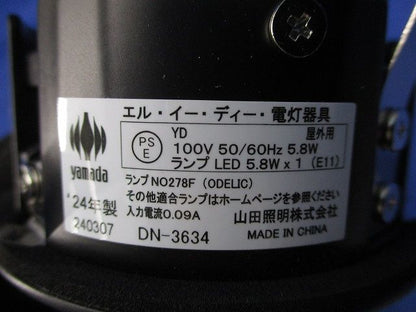 エル・イー・ディー・電灯器具
PS
E
YD 屋外用
100V 50/60Hz 5.8W
ランプ LED 5.8W x 1 (E11)
yamada
ランプ NO278F (ODELIC)
その他適合ランプはホームページを参照ください
'24年製 入力電流0.09A 山田照明株式会社
240307 DN-3634 MADE IN CHINA